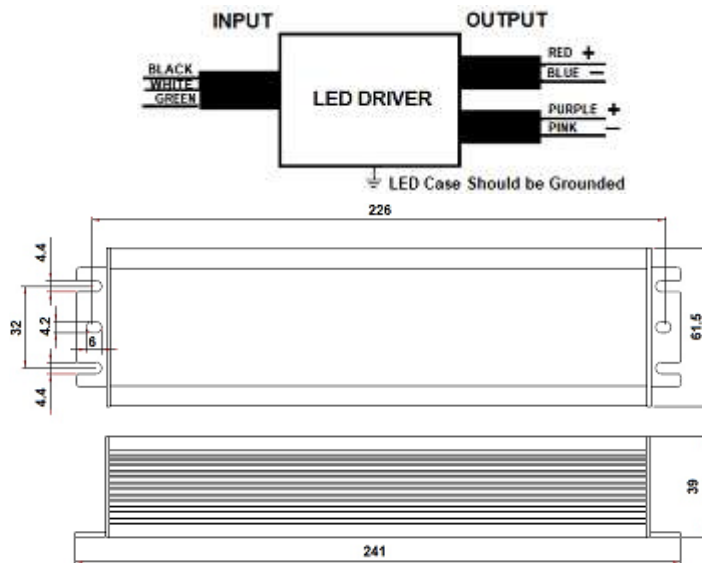 INPUT
OUTPUT
BLACK
WHITE
GREEN
LED DRIVER
RED +
BLUE −
PURPLE +
PINK −
LED Case Should be Grounded
226
4.4
32
4.2
6
4.4
61.5
39
241